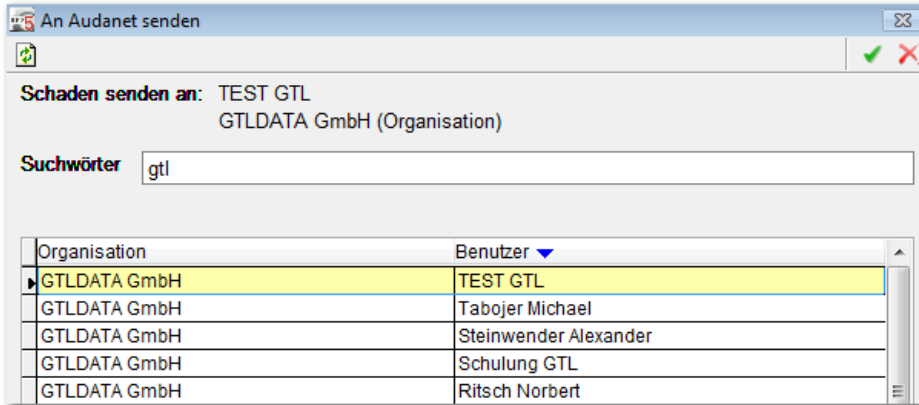 An Audanet senden
Schaden senden an: TEST GTL
GTLDATA GmbH (Organisation)
Suchwörter gtl
Organisation Benutzer
GTLDATA GmbH TEST GTL
GTLDATA GmbH Tabojer Michael
GTLDATA GmbH Steinwender Alexander
GTLDATA GmbH Schulung GTL
GTLDATA GmbH Ritsch Norbert